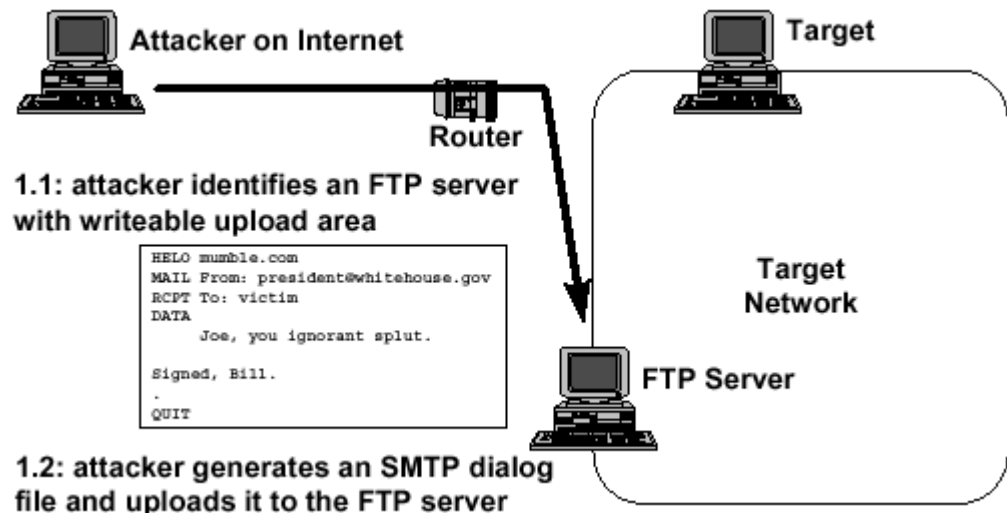 Attacker on Internet
Target
Router
1.1: attacker identifies an FTP server
with writeable upload area
HELO mumble.com
MAIL From: president@whitehouse.gov
RCPT To: victim
DATA
Joe, you ignorant splut.
Signed, Bill.
.
QUIT
Target
Network
FTP Server
1.2: attacker generates an SMTP dialog
file and uploads it to the FTP server